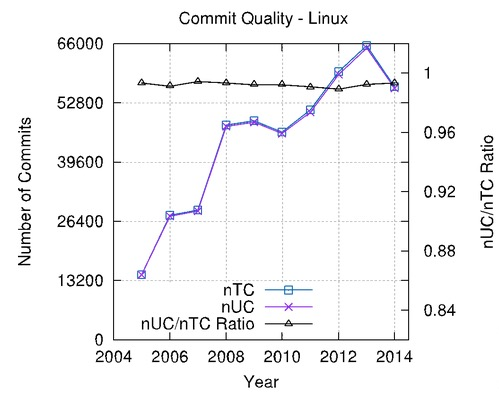 Commit Quality - Linux
66000
52800
39600
26400
13200
0
Number of Commits
1
0.96
0.92
0.88
0.84
nUC/nTC Ratio
nTC
nUC
nUC/nTC Ratio
2004 2006 2008 2010 2012 2014
Year